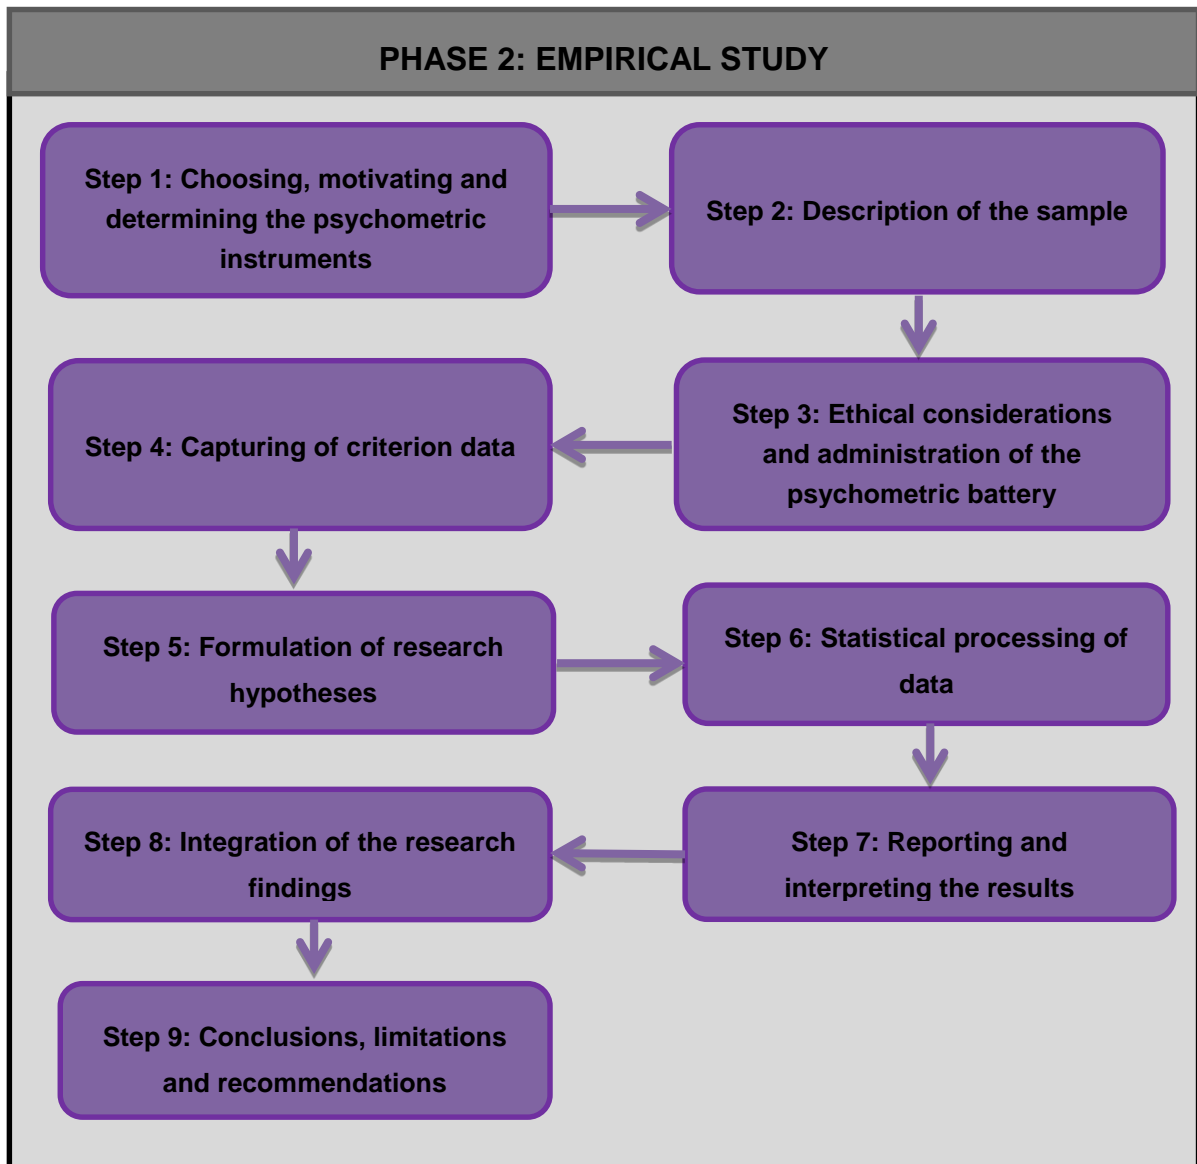 PHASE 2: EMPIRICAL STUDY
Step 1: Choosing, motivating and
determining the psychometric
instruments
Step 2: Description of the sample
Step 3: Ethical considerations
and administration of the
psychometric battery
Step 4: Capturing of criterion data
Step 5: Formulation of research
hypotheses
Step 6: Statistical processing of
data
Step 7: Reporting and
interpreting the results
Step 8: Integration of the research
findings
Step 9: Conclusions, limitations
and recommendations